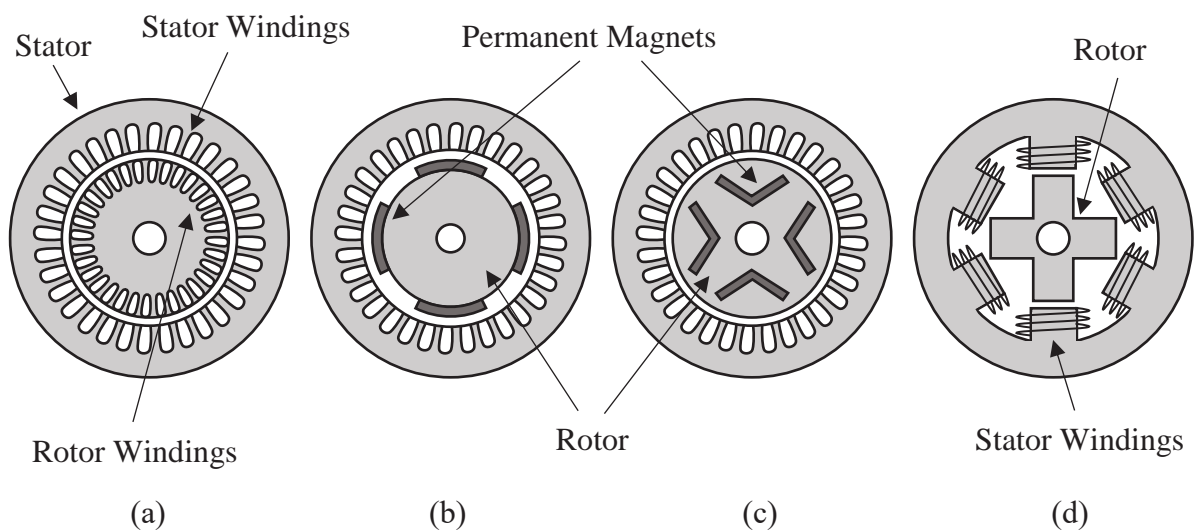 Stator Windings
Stator
Permanent Magnets
Rotor
Rotor Windings
Rotor
Stator Windings
(a)
(b)
(c)
(d)